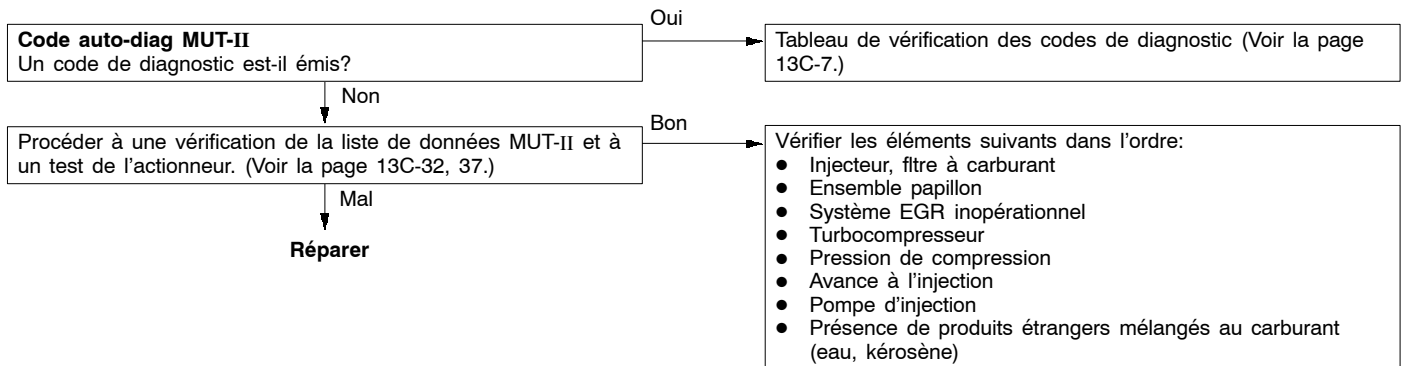 Code auto-diag MUT-II
Un code de diagnostic est-il émis?
Oui
Tableau de vérification des codes de diagnostic (Voir la page
13C-7.)
Non
Procéder à une vérification de la liste de données MUT-II et à
un test de l'actionneur. (Voir la page 13C-32, 37.)
Bon
Vérifier les éléments suivants dans l'ordre:
● Injecteur, fltre à carburant
● Ensemble papillon
● Système EGR inopérationnel
● Turbocompresseur
● Pression de compression
● Avance à l'injection
● Pompe d'injection
● Présence de produits étrangers mélangés au carburant
(eau, kérosène)
Mal
Réparer